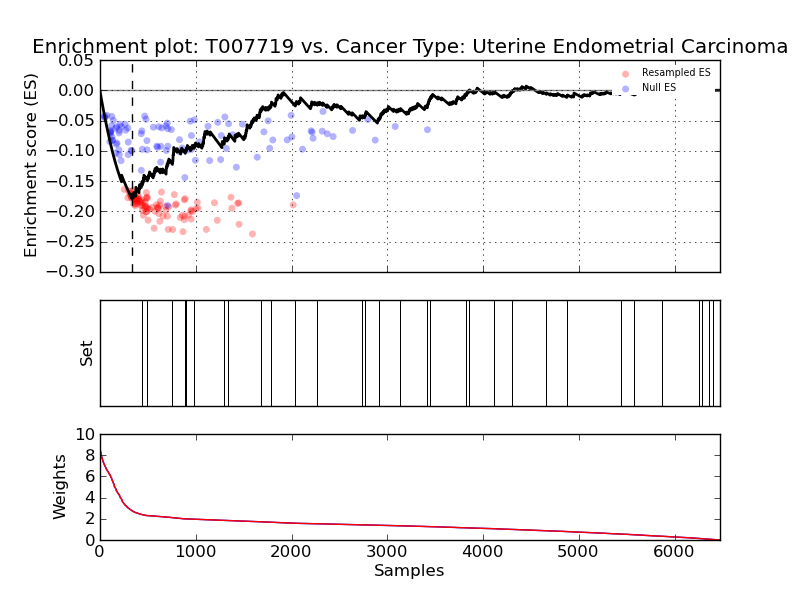 Enrichment plot: T007719 vs. Cancer Type: Uterine Endometrial Carcinoma
Enrichment score (ES)
0.05
0.00
−0.05
−0.10
−0.15
−0.20
−0.25
−0.30
Resampled ES
Null ES
Set
Weights
10
8
6
4
2
0
0 1000 2000 3000 4000 5000 6000
Samples